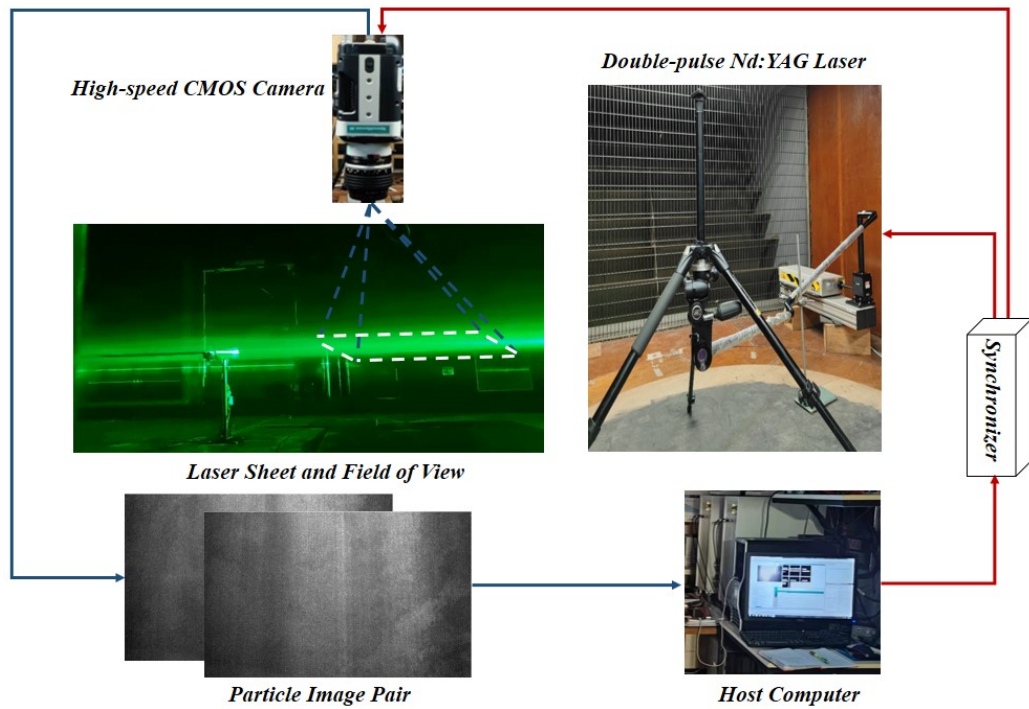 Double-pulse Nd:YAG Laser
High-speed CMOS Camera
Synchronizer
Laser Sheet and Field of View
Particle Image Pair
Host Computer